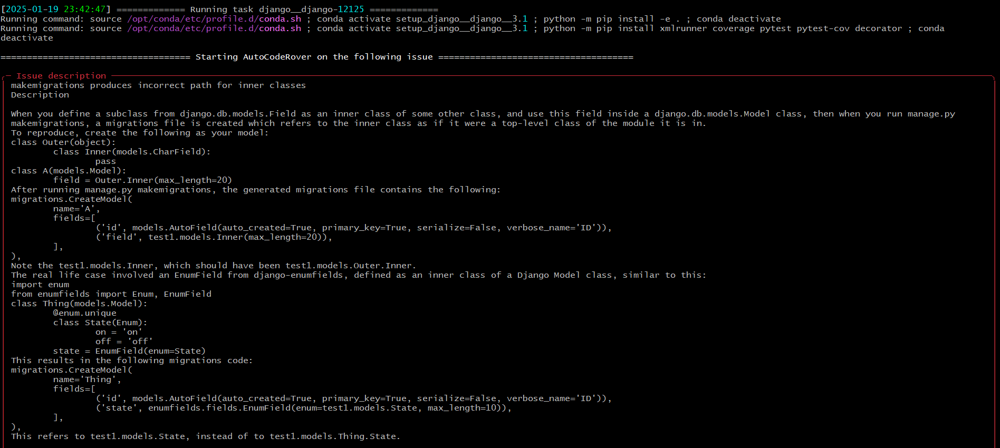 [2025-01-19 23:42:47] ============= Running task django__django-12125 =============
Running command: source /opt/conda/etc/profile.d/conda.sh ; conda activate setup_django__django__3.1 ; python -m pip install -e . ; conda deactivate
Running command: source /opt/conda/etc/profile.d/conda.sh ; conda activate setup_django__django__3.1 ; python -m pip install xmlrunner coverage pytest pytest-cov decorator ; conda
deactivate
==================================== Starting AutoCodeRover on the following issue =====================================
Issue description
makemigrations produces incorrect path for inner classes
Description
When you define a subclass from django.db.models.Field as an inner class of some other class, and use this field inside a django.db.models.Model class, then when you run manage.py
makemigrations, a migrations file is created which refers to the inner class as if it were a top-level class of the module it is in.
To reproduce, create the following as your model:
class Outer(object):
        class Inner(models.CharField):
                pass
class A(models.Model):
        field = Outer.Inner(max_length=20)
After running manage.py makemigrations, the generated migrations file contains the following:
migrations.CreateModel(
        name='A',
        fields=[
                ('id', models.AutoField(auto_created=True, primary_key=True, serialize=False, verbose_name='ID')),
                ('field', test1.models.Inner(max_length=20)),
        ],
),
Note the test1.models.Inner, which should have been test1.models.Outer.Inner.
The real life case involved an EnumField from django-enumfields, defined as an inner class of a Django Model class, similar to this:
import enum
from enumfields import Enum, EnumField
class Thing(models.Model):
        @enum.unique
        class State(Enum):
                on = 'on'
                off = 'off'
        state = EnumField(enum=State)
This results in the following migrations code:
migrations.CreateModel(
        name='Thing',
        fields=[
                ('id', models.AutoField(auto_created=True, primary_key=True, serialize=False, verbose_name='ID')),
                ('state', enumfields.fields.EnumField(enum=test1.models.State, max_length=10)),
        ],
),
This refers to test1.models.State, instead of to test1.models.Thing.State.